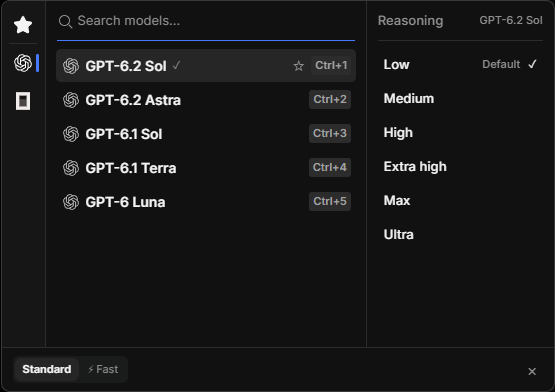 Search models...
GPT-6.2 Sol ✓ Ctrl+1
GPT-6.2 Astra Ctrl+2
GPT-6.1 Sol Ctrl+3
GPT-6.1 Terra Ctrl+4
GPT-6 Luna Ctrl+5
Reasoning GPT-6.2 Sol
Low Default ✓
Medium
High
Extra high
Max
Ultra
Standard Fast